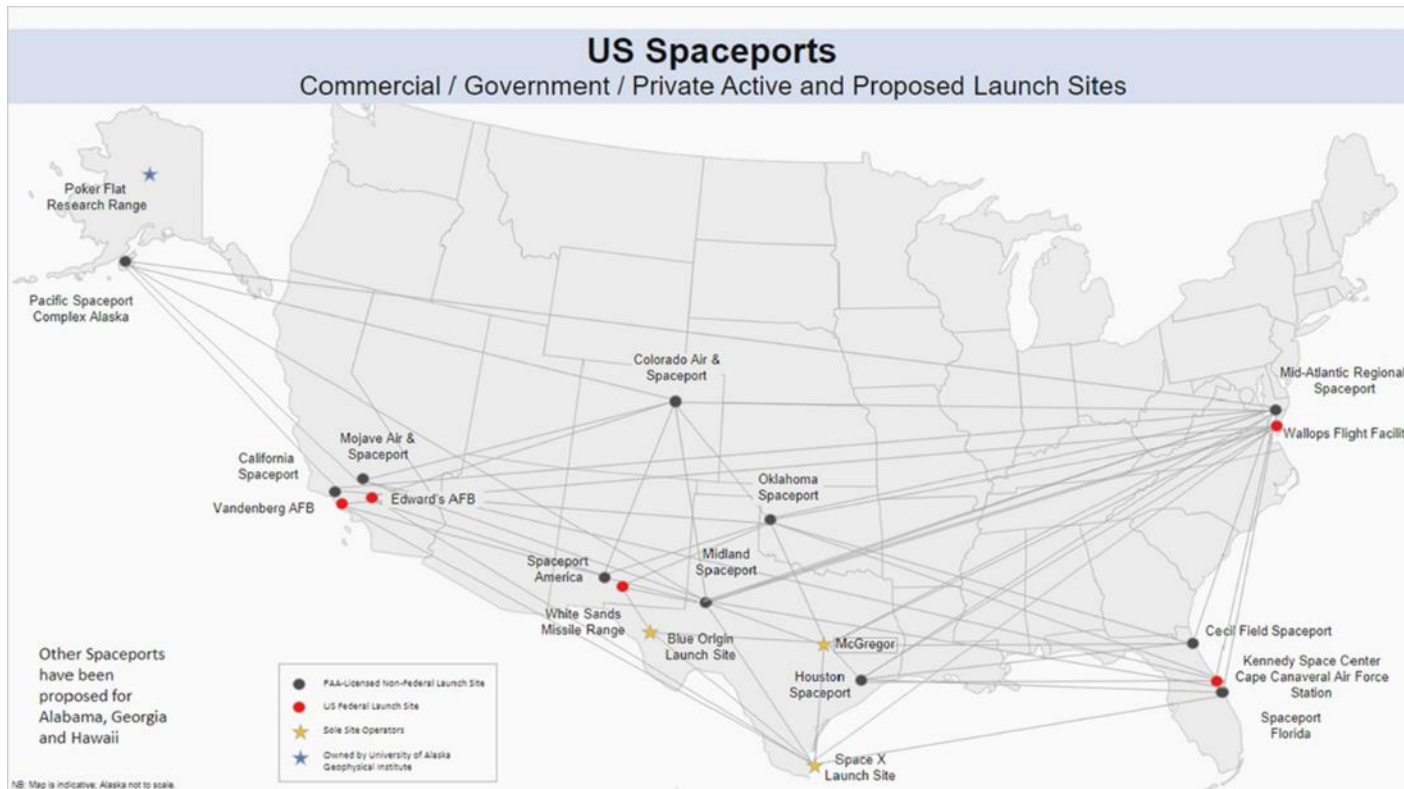 US Spaceports
Commercial / Government / Private Active and Proposed Launch Sites
Poker Flat
Research Range
Pacific Spaceport
Complex Alaska
Colorado Air &
Spaceport
Mid-Atlantic Regional
Spaceport
Wallops Flight Facilit
Mojave Air &
Spaceport
California
Spaceport
Edward's AFB
Vandenberg AFB
Oklahoma
Spaceport
Midland
Spaceport
Spaceport
America
White Sands
Missile Range
Blue Origin
Launch Site
McGregor
Houston
Spaceport
Cecil Field Spaceport
Kennedy Space Center
Cape Canaveral Air Force
Station
Spaceport
Florida
Space X
Launch Site
Other Spaceports
have been
proposed for
Alabama, Georgia
and Hawaii
FAA-Licensed Non-Federal Launch Site
US Federal Launch Site
Sole Site Operators
Owned by University of Alaska
Geophysical Institute
NB: Map is indicative; Alaska not to scale.